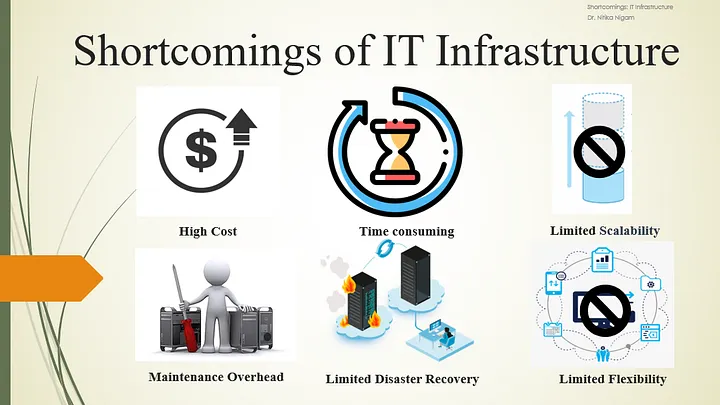 Shortcomings: IT Infrastructure
Dr. Nitika Nigam
Shortcomings of IT Infrastructure
$
High Cost
Time consuming
Limited Scalability
Maintenance Overhead
Limited Disaster Recovery
Limited Flexibility